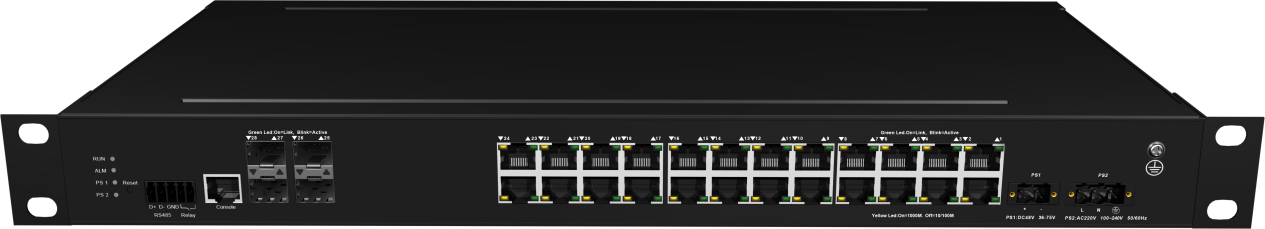 Green Led:On=Link, Blink=Active
▼28 ▲27 ▼26 ▲25
▼24 ▲23 ▼22 ▲21 ▼20 ▲19 ▼18 ▲17 ▼16 ▲15 ▼14 ▲13 ▼12 ▲11 ▼10 ▲9
Green Led:On=Link, Blink=Active
▼8 ▲7 ▼6 ▲5 ▼4 ▲3 ▼2 ▲1
RUN
ALM
PS 1 Reset
PS 2
D+ D- GND
RS485 Relay
Console
Yellow Led:On=1000M. Off=10/100M
PS1 PS2
+ - L N
PS1:DC48V 36-75V PS2:AC220V 100-240V 50/60Hz